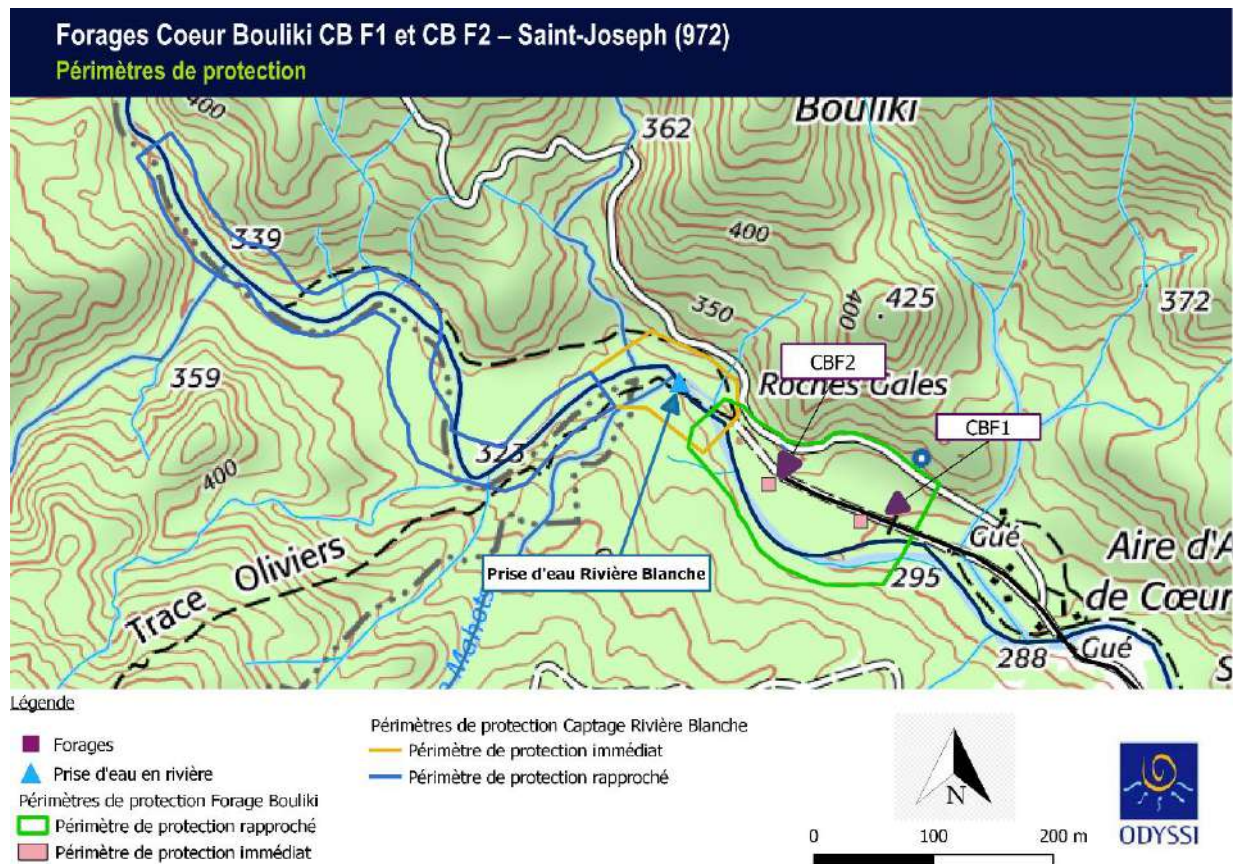 Forages Coeur Bouliki CB F1 et CB F2 – Saint-Joseph (972)
Périmètres de protection
400
362
Bouliki
339
400
350
400
425
372
359
CBF2
Roches Gales
CBF1
323
400
Gué
Aire d'A
Trace Oliviers
Prise d'eau Rivière Blanche
295
de Cœur
Mahots
288
Gué
S
Légende
Forages
Prise d'eau en rivière
Périmètres de protection Forage Bouliki
Périmètre de protection rapproché
Périmètre de protection immédiat
Périmètres de protection Captage Rivière Blanche
Périmètre de protection immédiat
Périmètre de protection rapproché
N
0 100 200 m
ODYSSI